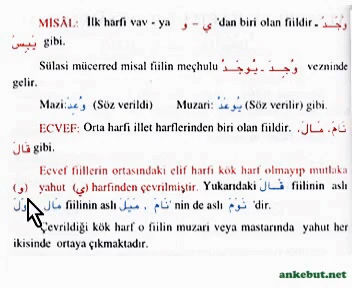 MİSÂL: İlk harfi vav - ya و - ي 'dan biri olan fiildir. وُجِدَ
يَبِسَ gibi.
Sülasi mücerred misal fiilin meçhulu وُجِدَ ـ يُوجَدُ vezninde
gelir.
Mazi: وُعِدَ (Söz verildi) Muzari: يُوعَدُ (Söz verilir) gibi.
ECVEF: Orta harfi illet harflerinden biri olan fiildir. نَامَ. مَالَ.
قَالَ gibi.
Ecvef fiillerin ortasındaki elif harfi kök harf olmayıp mutlaka
(و) yahut (ي) harfinden çevrilmiştir. Yukarıdaki قَالَ fiilinin aslı
مَالَ fiilinin aslı مَيَلَ , نَامَ 'nin de aslı نَوَمَ 'dir.
Çevrildiği kök harf o fiilin muzari veya mastarında yahut her
ikisinde ortaya çıkmaktadır.
ankebut.net